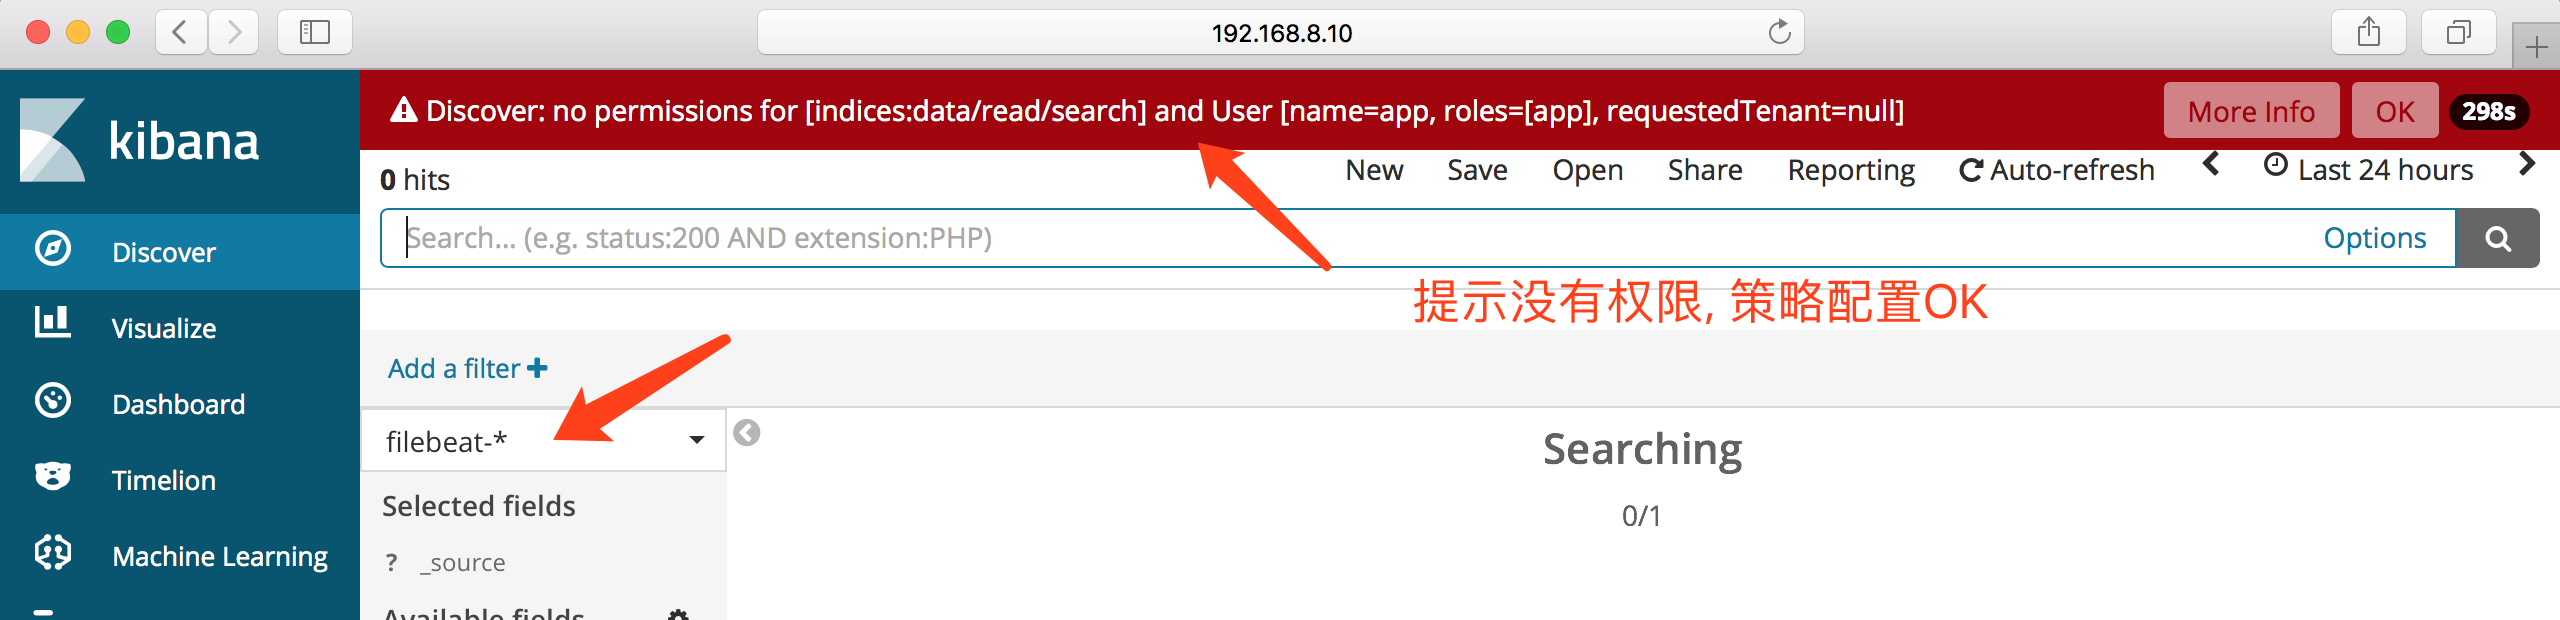 192.168.8.10
kibana
Discover: no permissions for [indices:data/read/search] and User [name=app, roles=[app], requestedTenant=null]
More Info
OK
298s
0 hits
New
Save
Open
Share
Reporting
Auto-refresh
Last 24 hours
Search... (e.g. status:200 AND extension:PHP)
Options
提示没有权限, 策略配置OK
Discover
Visualize
Dashboard
Timelion
Machine Learning
Add a filter
filebeat-*
Selected fields
? _source
Available fields
Searching
0/1